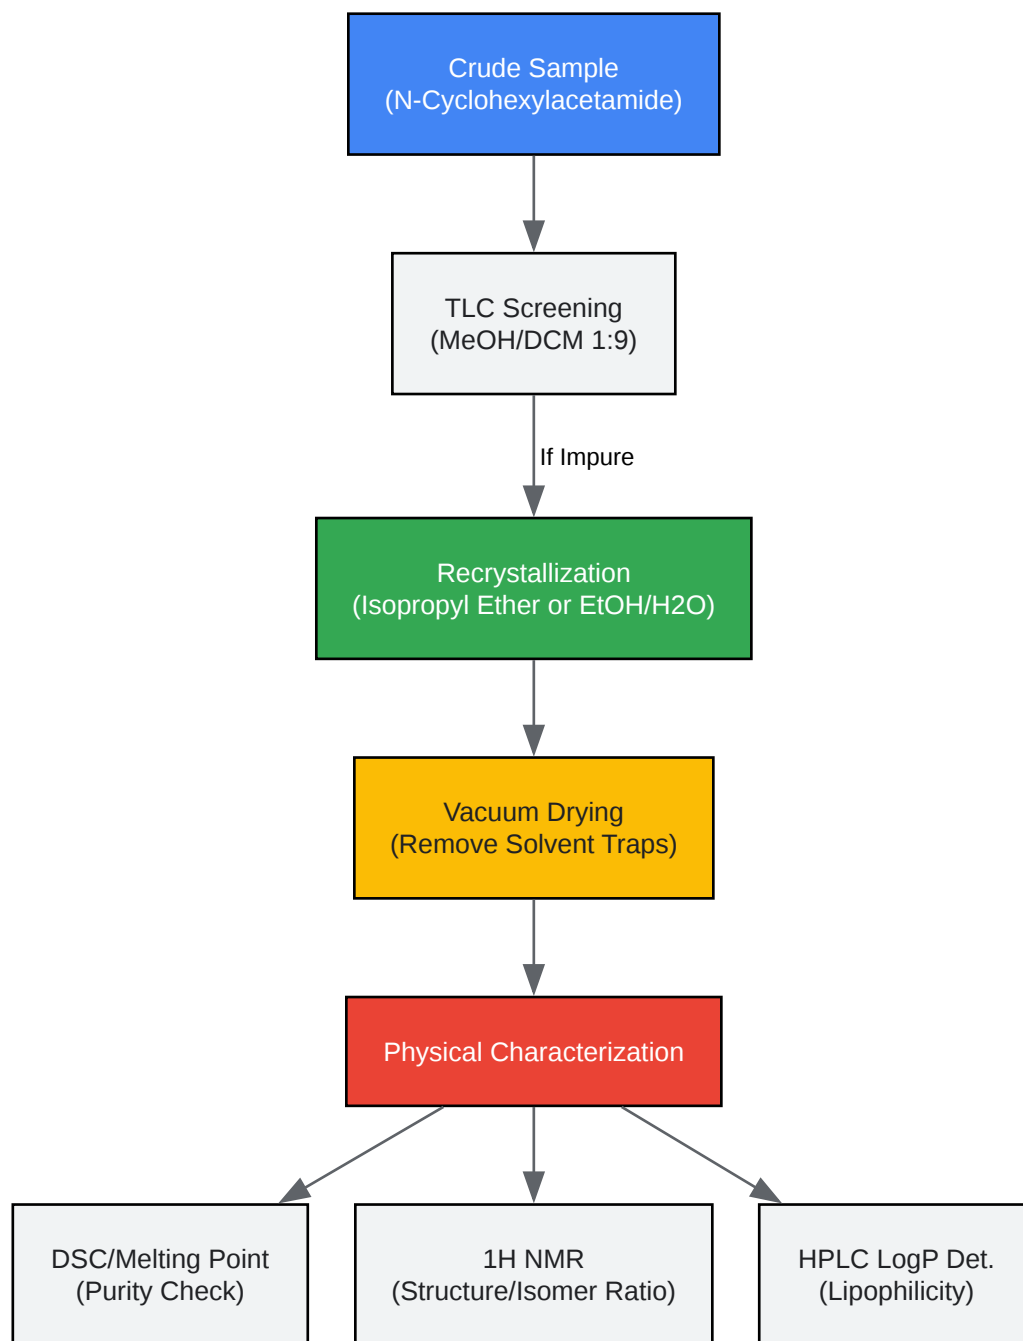 Crude Sample
(N-Cyclohexylacetamide)
TLC Screening
(MeOH/DCM 1:9)
If Impure
Recrystallization
(Isopropyl Ether or EtOH/H2O)
Vacuum Drying
(Remove Solvent Traps)
Physical Characterization
DSC/Melting Point
(Purity Check)
1H NMR
(Structure/Isomer Ratio)
HPLC LogP Det.
(Lipophilicity)